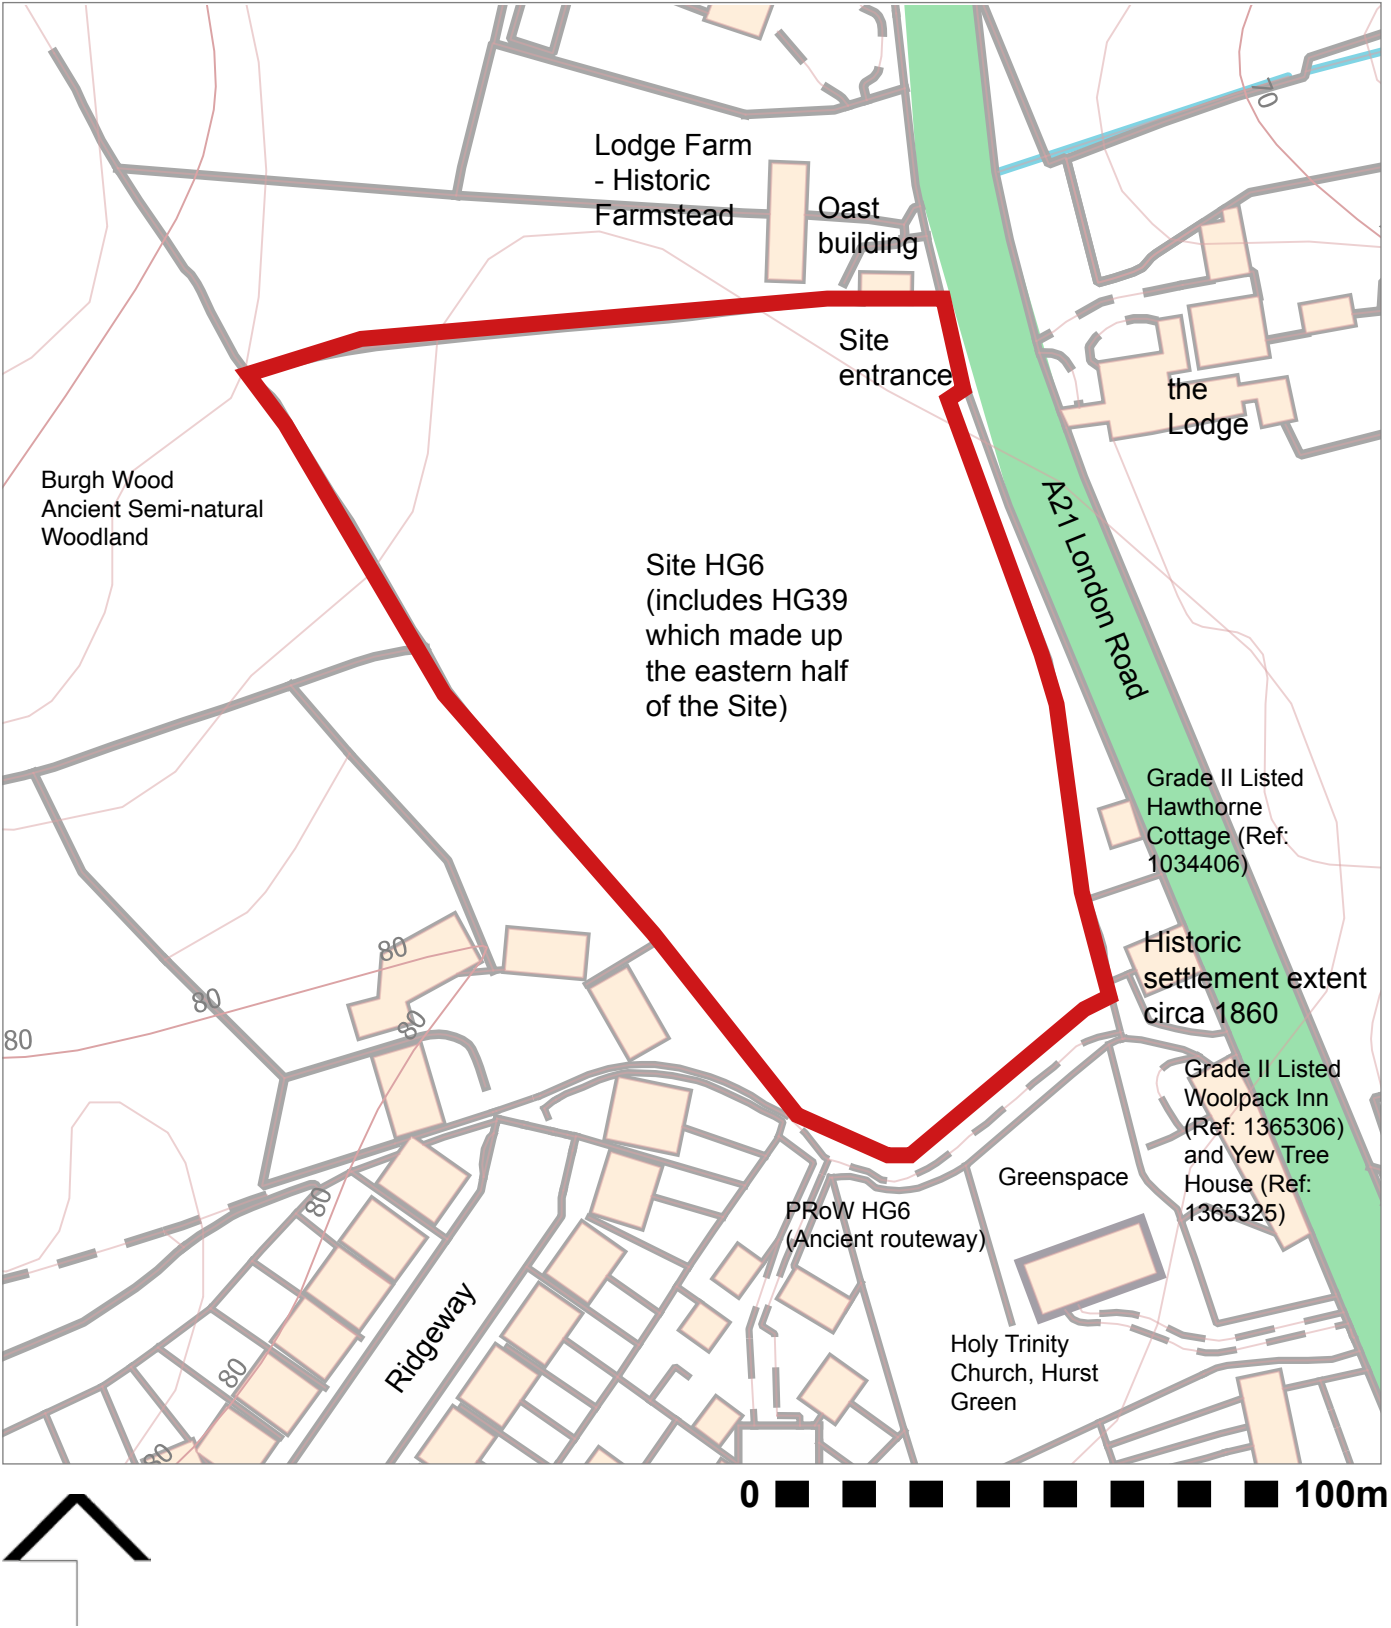 70
Lodge Farm
- Historic
Farmstead
Oast
building
Site
entrance
the
Lodge
Burgh Wood
Ancient Semi-natural
Woodland
A21 London Road
Site HG6
(includes HG39
which made up
the eastern half
of the Site)
Grade II Listed
Hawthorne
Cottage (Ref:
1034406)
Historic
settlement extent
circa 1860
80
80
80
80
Grade II Listed
Woolpack Inn
(Ref: 1365306)
and Yew Tree
House (Ref:
1365325)
Greenspace
PRoW HG6
(Ancient routeway)
80
Ridgeway
Holy Trinity
Church, Hurst
Green
80
80
0
100m